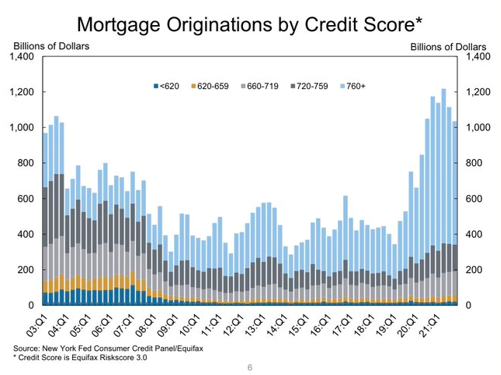 Mortgage Originations by Credit Score*
Billions of Dollars Billions of Dollars
1,400 1,400
<620 620-659 660-719 720-759 760+
1,200 1,200
1,000 1,000
800 800
600 600
400 400
200 200
0 0
03:Q1 04:Q1 05:Q1 06:Q1 07:Q1 08:Q1 09:Q1 10:Q1 11:Q1 12:Q1 13:Q1 14:Q1 15:Q1 16:Q1 17:Q1 18:Q1 19:Q1 20:Q1 21:Q1
Source: New York Fed Consumer Credit Panel/Equifax
* Credit Score is Equifax Riskscore 3.0
6